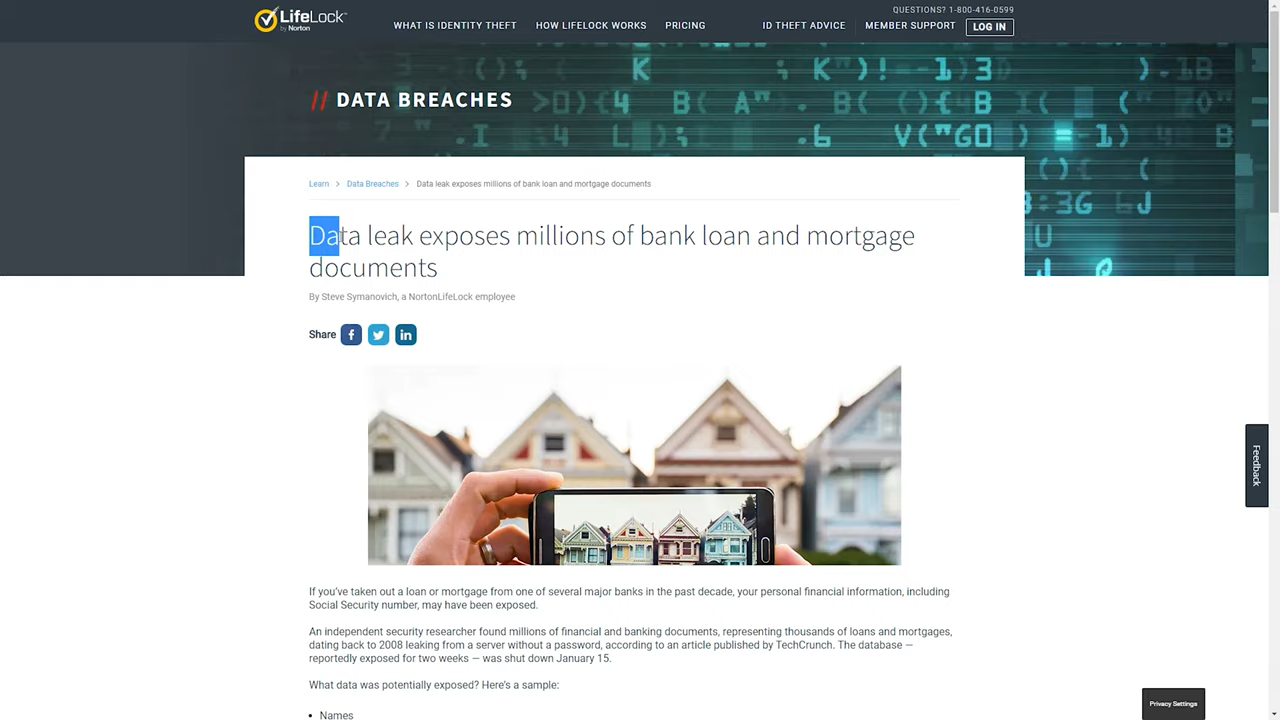 LifeLock
by Norton
WHAT IS IDENTITY THEFT
HOW LIFELOCK WORKS
PRICING
ID THEFT ADVICE
MEMBER SUPPORT
QUESTIONS? 1-800-416-0599
LOG IN
// DATA BREACHES
Learn > Data Breaches > Data leak exposes millions of bank loan and mortgage documents
Data leak exposes millions of bank loan and mortgage
documents
By Steve Symanovich, a NortonLifeLock employee
Share
If you’ve taken out a loan or mortgage from one of several major banks in the past decade, your personal financial information, including
Social Security number, may have been exposed.
An independent security researcher found millions of financial and banking documents, representing thousands of loans and mortgages,
dating back to 2008 leaking from a server without a password, according to an article published by TechCrunch. The database —
reportedly exposed for two weeks — was shut down January 15.
What data was potentially exposed? Here’s a sample:
• Names
Feedback
Privacy Settings